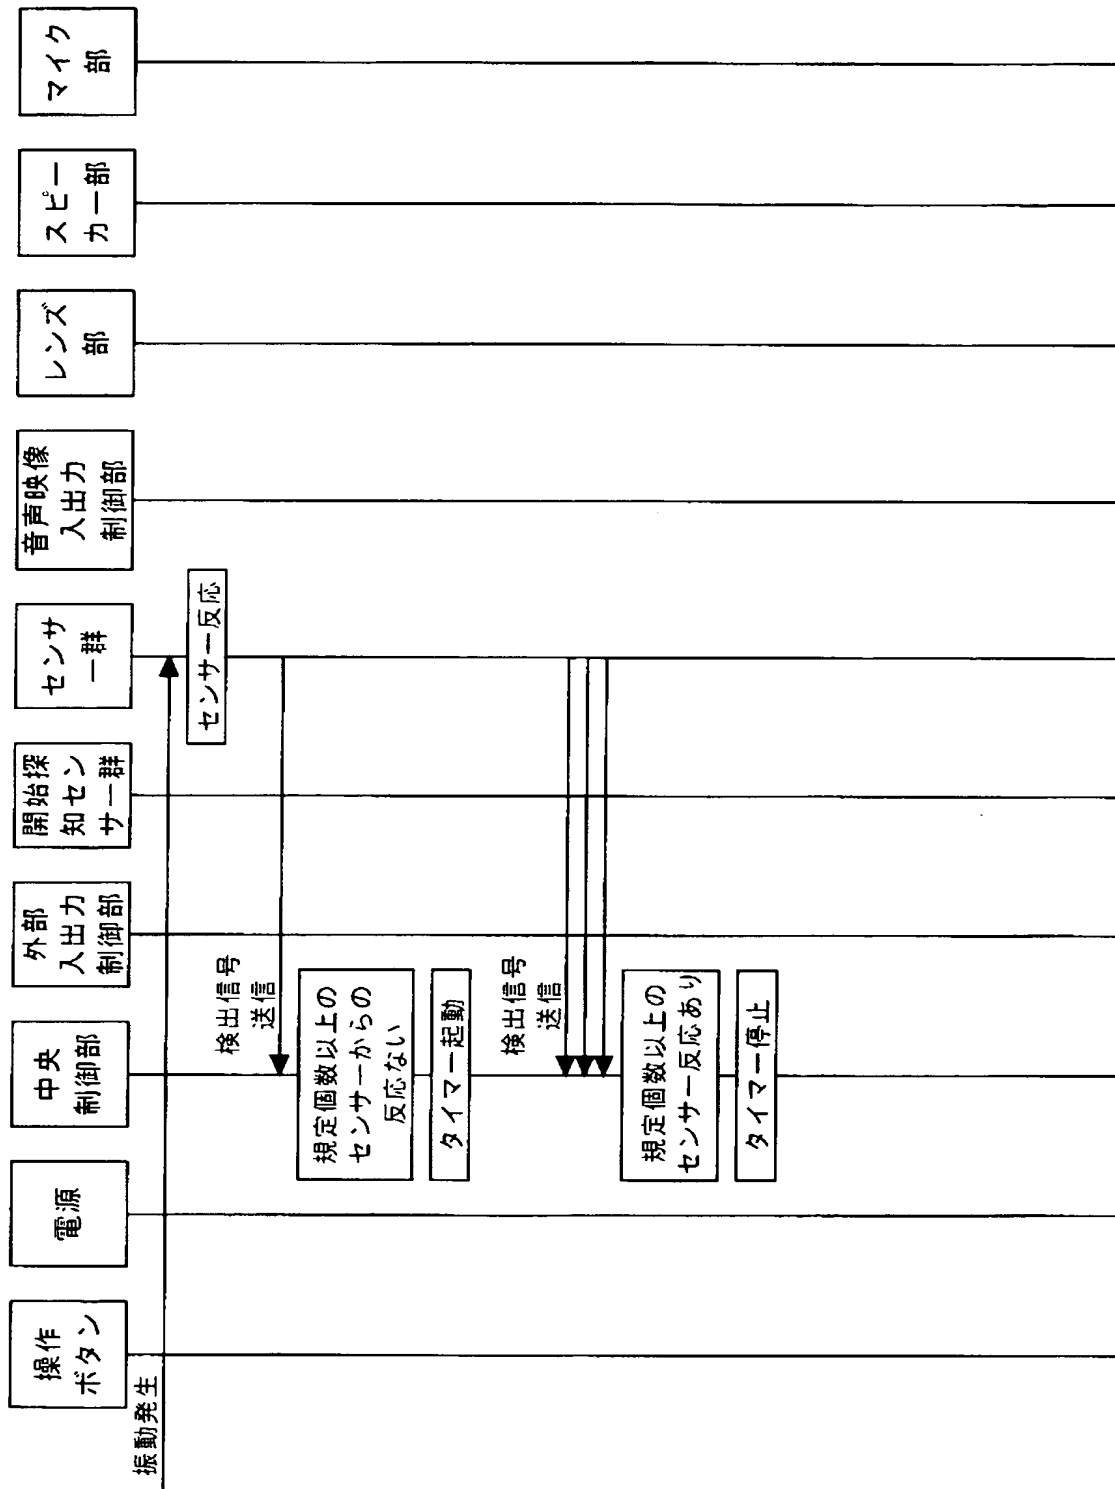 操作
ボタン
電源
中央
制御部
外部
入出力
制御部
開始探
知セン
サー群
センサ
ー群
音声映像
入出力
制御部
レンズ
部
スピー
カー部
マイク
部
振動発生
センサー反応
検出信号
送信
規定個数以上の
センサーからの
反応ない
タイマー起動
検出信号
送信
規定個数以上の
センサー反応あり
タイマー停止